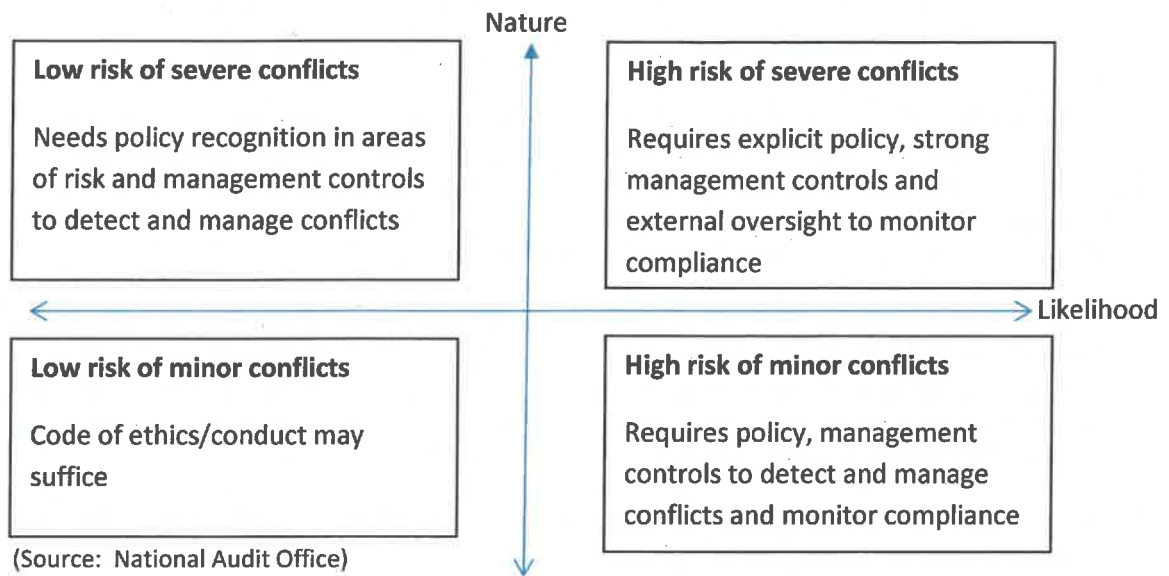 Nature
Low risk of severe conflicts
Needs policy recognition in areas
of risk and management controls
to detect and manage conflicts
High risk of severe conflicts
Requires explicit policy, strong
management controls and
external oversight to monitor
compliance
Likelihood
Low risk of minor conflicts
Code of ethics/conduct may
suffice
High risk of minor conflicts
Requires policy, management
controls to detect and manage
conflicts and monitor compliance
(Source: National Audit Office)